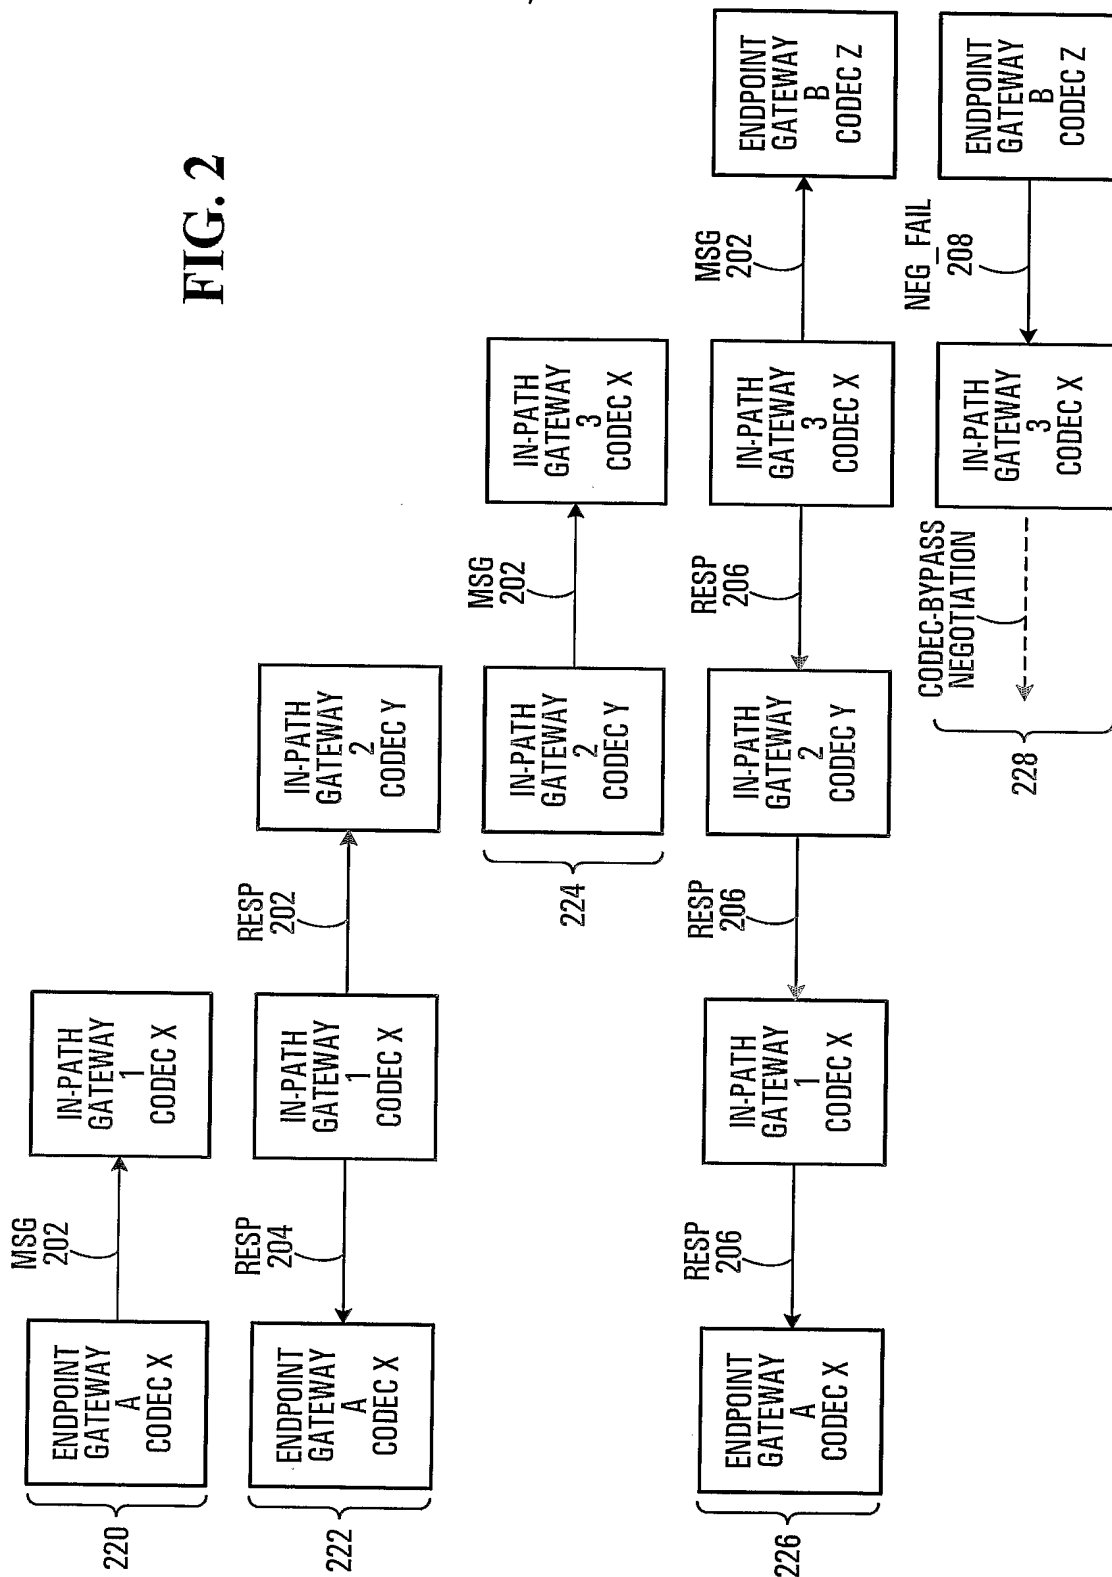 FIG. 2
220
ENDPOINT
GATEWAY
A
CODEC X
MSG
202
IN-PATH
GATEWAY
1
CODEC X
222
ENDPOINT
GATEWAY
A
CODEC X
RESP
204
IN-PATH
GATEWAY
1
CODEC X
RESP
202
IN-PATH
GATEWAY
2
CODEC Y
224
IN-PATH
GATEWAY
2
CODEC Y
MSG
202
IN-PATH
GATEWAY
3
CODEC X
226
ENDPOINT
GATEWAY
A
CODEC X
RESP
206
IN-PATH
GATEWAY
1
CODEC X
RESP
206
IN-PATH
GATEWAY
2
CODEC Y
RESP
206
IN-PATH
GATEWAY
3
CODEC X
MSG
202
ENDPOINT
GATEWAY
B
CODEC Z
228
CODEC-BYPASS
NEGOTIATION
IN-PATH
GATEWAY
3
CODEC X
NEG_FAIL
208
ENDPOINT
GATEWAY
B
CODEC Z